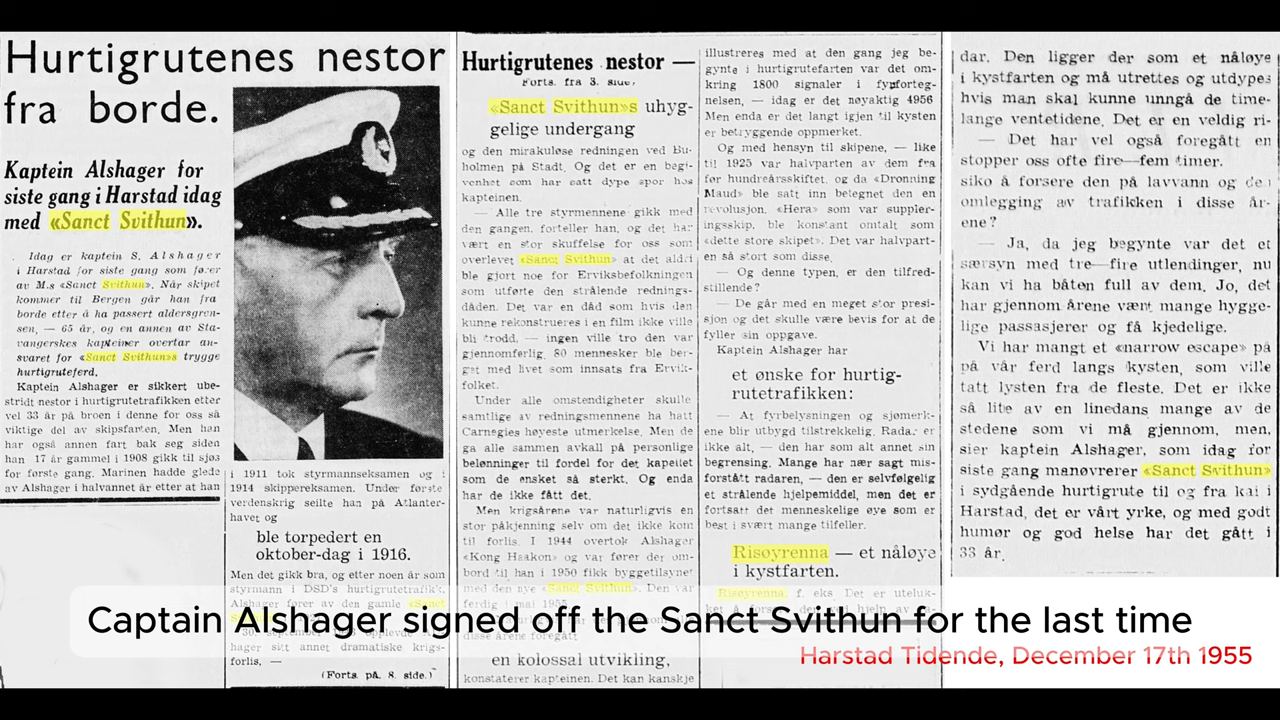 Hurtigrutenes nestor
fra borde.
Kaptein Alshager for
siste gang i Harstad idag
med «Sanct Svithun».
Idag er kaptein S. Alshager
i Harstad for siste gang som fører
av M.s «Sanct Svithun». Når skipet
kommer til Bergen går han fra
borde etter å ha passert aldersgren-
sen, — 65 år, og en annen av Sta-
vangerskes kapteiner overtar an-
svaret for «Sanct Svithun»s trygge
hurtigruteferd.
Kaptein Alshager er sikkert ube-
stridt nestor i hurtigrutetrafikken etter
vel 33 år på broen i denne for oss så
viktige del av skipsfarten. Men han
har også annen fart bak seg siden
han 17 år gammel i 1908 gikk til sjøs
for første gang. Marinen hadde glede
av Alshager i halvannet år etter at han
i 1911 tok styrmannseksamen og i
1914 skippereksamen. Under første
verdenskrig seilte han på Atlanter-
havet og
ble torpedert en
oktober-dag i 1916.
Men det gikk bra, og etter noen år som
styrmann i DSD's hurtigrutetrafikk,
Alshager fører av den gamle «Sanct
30. september opplevde
hager sitt annet dramatiske krigs-
forlis, —
(Forts. på. 8. side.)
Hurtigrutenes nestor —
Forts. fra 3. side.
«Sanct Svithun»s uhyg-
gelige undergang
og den mirakuløse redningen ved Bu-
holmen på Stadt. Og det er en begi-
venhet som har satt dype spor hos
kapteinen.
— Alle tre styrmennene gikk med
den gangen, forteller han, og det har
vært en stor skuffelse for oss som
overlevet «Sanct Svithun» at det aldri
ble gjort noe for Erviksbefolkningen
som utførte den strålende rednings-
dåden. Det var en dåd som hvis den
kunne rekonstrueres i en film ikke ville
bli trodd, — ingen ville tro den var
gjennomførlig. 80 mennesker ble ber-
get med livet som innsats fra Ervik-
folket.
Under alle omstendigheter skulle
samtlige av redningsmennene ha hatt
Carnegies høyeste utmerkelse. Men de
ga alle sammen avkall på personlige
belønninger til fordel for det kapellet
som de ønsket så sterkt. Og enda
har de ikke fått det.
Men krigsårene var naturligvis en
stor påkjenning selv om det ikke kom
til forlis. I 1944 overtok Alshager
«Kong Haakon» og var fører der om-
bord til han i 1950 fikk byggetilsynet
med den nye «Sanct Svithun». Den var
ferdig i mai
disse årene foregått
en kolossal utvikling,
konstaterer kapteinen. Det kan kanskje
illustreres med at den gang jeg be-
gynte i hurtigrutefarten var det om-
kring 1800 signaler i fyrforteg-
nelsen, — idag er det nøyaktig 4956
Men enda er det langt igjen til kysten
er betryggende oppmerket.
Og med hensyn til skipene, — like
til 1925 var halvparten av dem fra
før hundreårsskiftet, og da «Dronning
Maud» ble satt inn betegnet den en
revolusjon. «Hera» som var suppler-
ingsskip, ble konstant omtalt som
«dette store skipet». Det var halvpart-
en så stort som disse.
— Og denne typen, er den tilfred-
stillende?
— De går med en meget stor presi-
sjon og det skulle være bevis for at de
fyller sin oppgave.
Kaptein Alshager har
et ønske for hurtig-
rutetrafikken:
— At fyrbelysningen og sjømerk-
ene blir utbygd tilstrekkelig. Radar er
ikke alt, — den har som alt annet sin
begrensing. Mange har nær sagt mis-
forstått radaren, — den er selvfølgelig
et strålende hjelpemiddel, men det er
fortsatt det menneskelige øye som er
best i svært mange tilfeller.
Risøyrenna — et nåløye
i kystfarten.
Risøyrenna, f. eks. Det er uteluk-
ket å
dar. Den ligger der som et nåløye
i kystfarten og må utrettes og utdypes
hvis man skal kunne unngå de time-
lange ventetidene. Det er en veldig ri-
— Det har vel også foregått en
stopper oss ofte fire—fem timer.
siko å forsere den på lavvann og den
omlegging av trafikken i disse år-
ene?
— Ja, da jeg begynte var det et
særsyn med tre—fire utlendinger, nu
kan vi ha båten full av dem. Jo, det
har gjennom årene vært mange hygge-
lige passasjerer og få kjedelige.
Vi har mangt et «narrow escape» på
på vår ferd langs kysten, som ville
tatt lysten fra de fleste. Det er ikke
så lite av en linedans mange av de
stedene som vi må gjennom, men,
sier kaptein Alshager, som idag for
siste gang manøvrerer «Sanct Svithun»
i sydgående hurtigrute til og fra kai i
Harstad, det er vårt yrke, og med godt
humør og god helse har det gått i
33 år.
Captain Alshager signed off the Sanct Svithun for the last time
Harstad Tidende, December 17th 1955